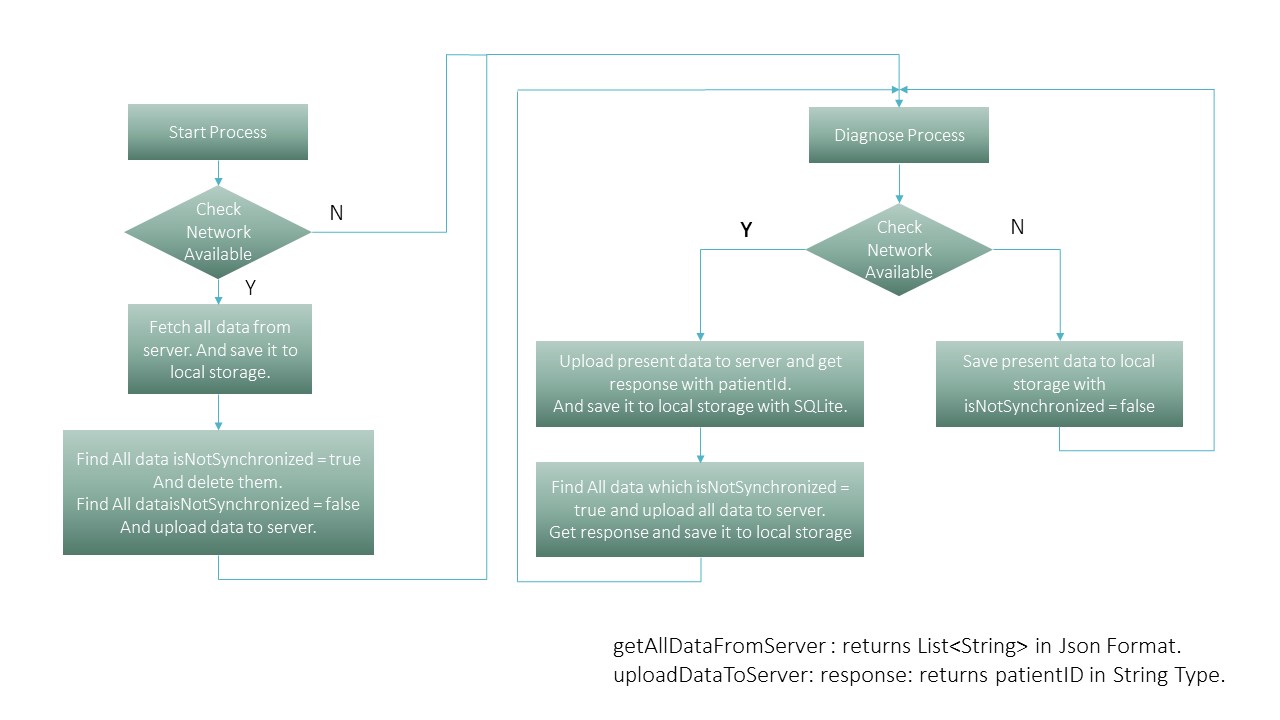 Start Process
Check
Network
Available
N
Y
Fetch all data from
server. And save it to
local storage.
Find All data isNotSynchronized = true
And delete them.
Find All dataisNotSynchronized = false
And upload data to server.
Diagnose Process
Check
Network
Available
Y
N
Upload present data to server and get
response with patientId.
And save it to local storage with SQLite.
Save present data to local
storage with
isNotSynchronized = false
Find All data which isNotSynchronized =
true and upload all data to server.
Get response and save it to local storage
getAllDataFromServer : returns List<String> in Json Format.
uploadDataToServer: response: returns patientID in String Type.